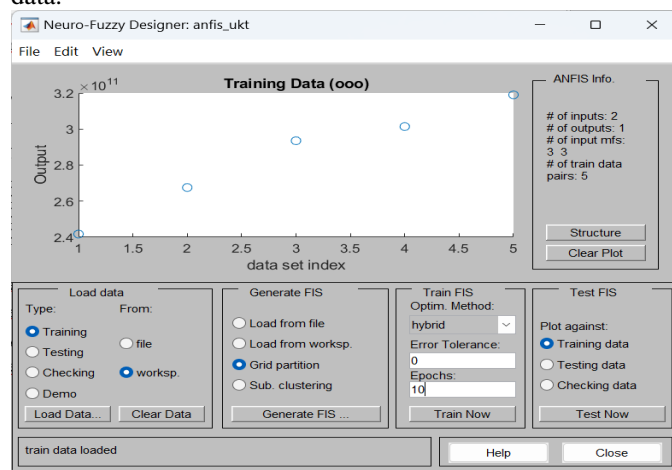 data.
Neuro-Fuzzy Designer: anfis_ukt
File Edit View
× 10^11
Training Data (ooo)
3.2
3
2.8
2.6
2.4
Output
1 1.5 2 2.5 3 3.5 4 4.5 5
data set index
ANFIS Info.
# of inputs: 2
# of outputs: 1
# of input mfs:
3 3
# of train data
pairs: 5
Structure
Clear Plot
Load data
Type: From:
Training
Testing
Checking
Demo
file
worksp.
Load Data... Clear Data
Generate FIS
Load from file
Load from worksp.
Grid partition
Sub. clustering
Generate FIS ...
Train FIS
Optim. Method:
hybrid
Error Tolerance:
0
Epochs:
10
Train Now
Test FIS
Plot against:
Training data
Testing data
Checking data
Test Now
train data loaded
Help Close